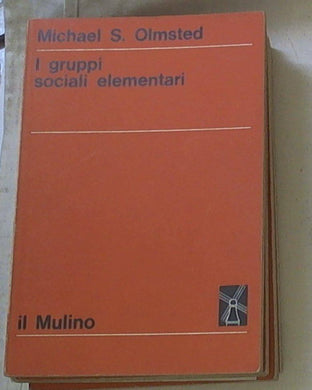 Michael S. Olmsted
I gruppi
sociali elementari
il Mulino